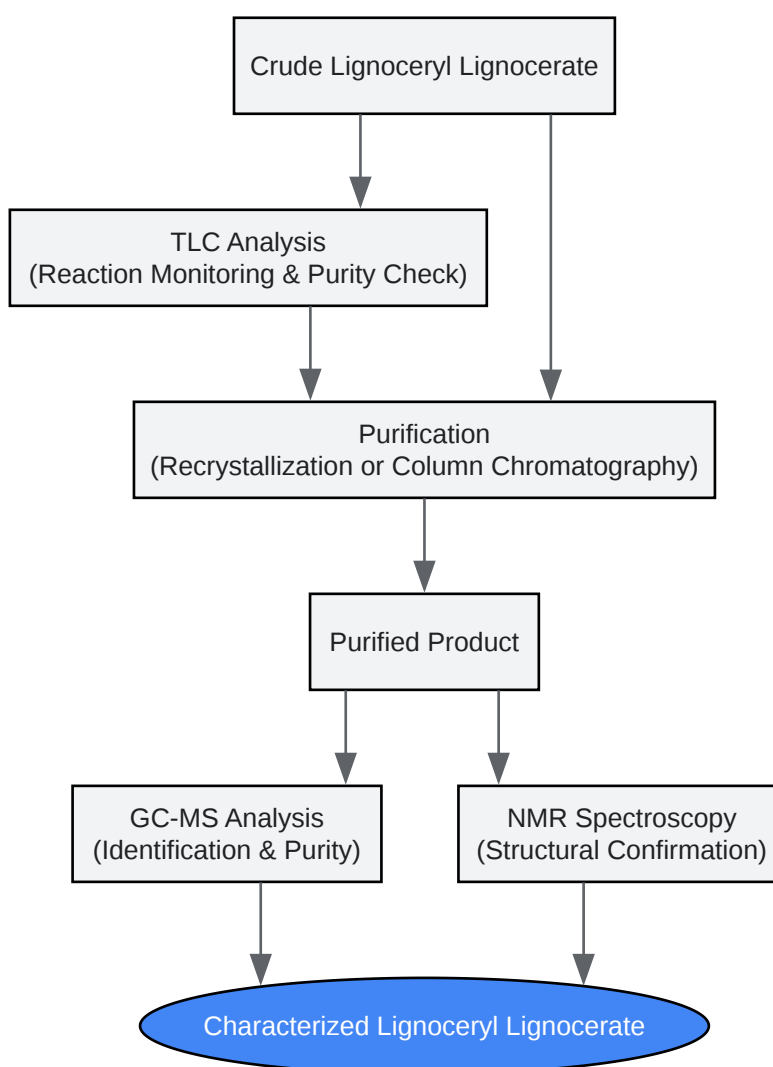 Crude Lignoceryl Lignocerate
TLC Analysis
(Reaction Monitoring & Purity Check)
Purification
(Recrystallization or Column Chromatography)
Purified Product
GC-MS Analysis
(Identification & Purity)
NMR Spectroscopy
(Structural Confirmation)
Characterized Lignoceryl Lignocerate